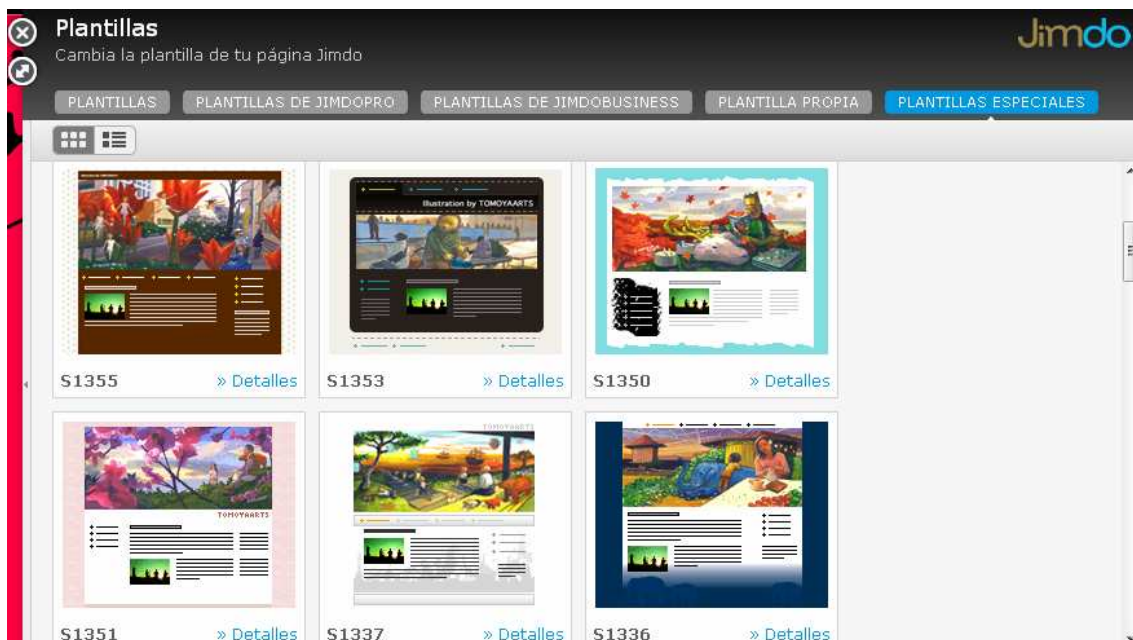 Plantillas
Jimdo
Cambia la plantilla de tu página Jimdo
PLANTILLAS PLANTILLAS DE JIMDOPRO PLANTILLAS DE JIMDOBUSINESS PLANTILLA PROPIA PLANTILLAS ESPECIALES
Illustration by TOMOYAARTS
S1355 » Detalles S1353 » Detalles S1350 » Detalles
TOMOYAARTS
TOMOYAARTS
S1351 » Detalles S1337 » Detalles S1336 » Detalles